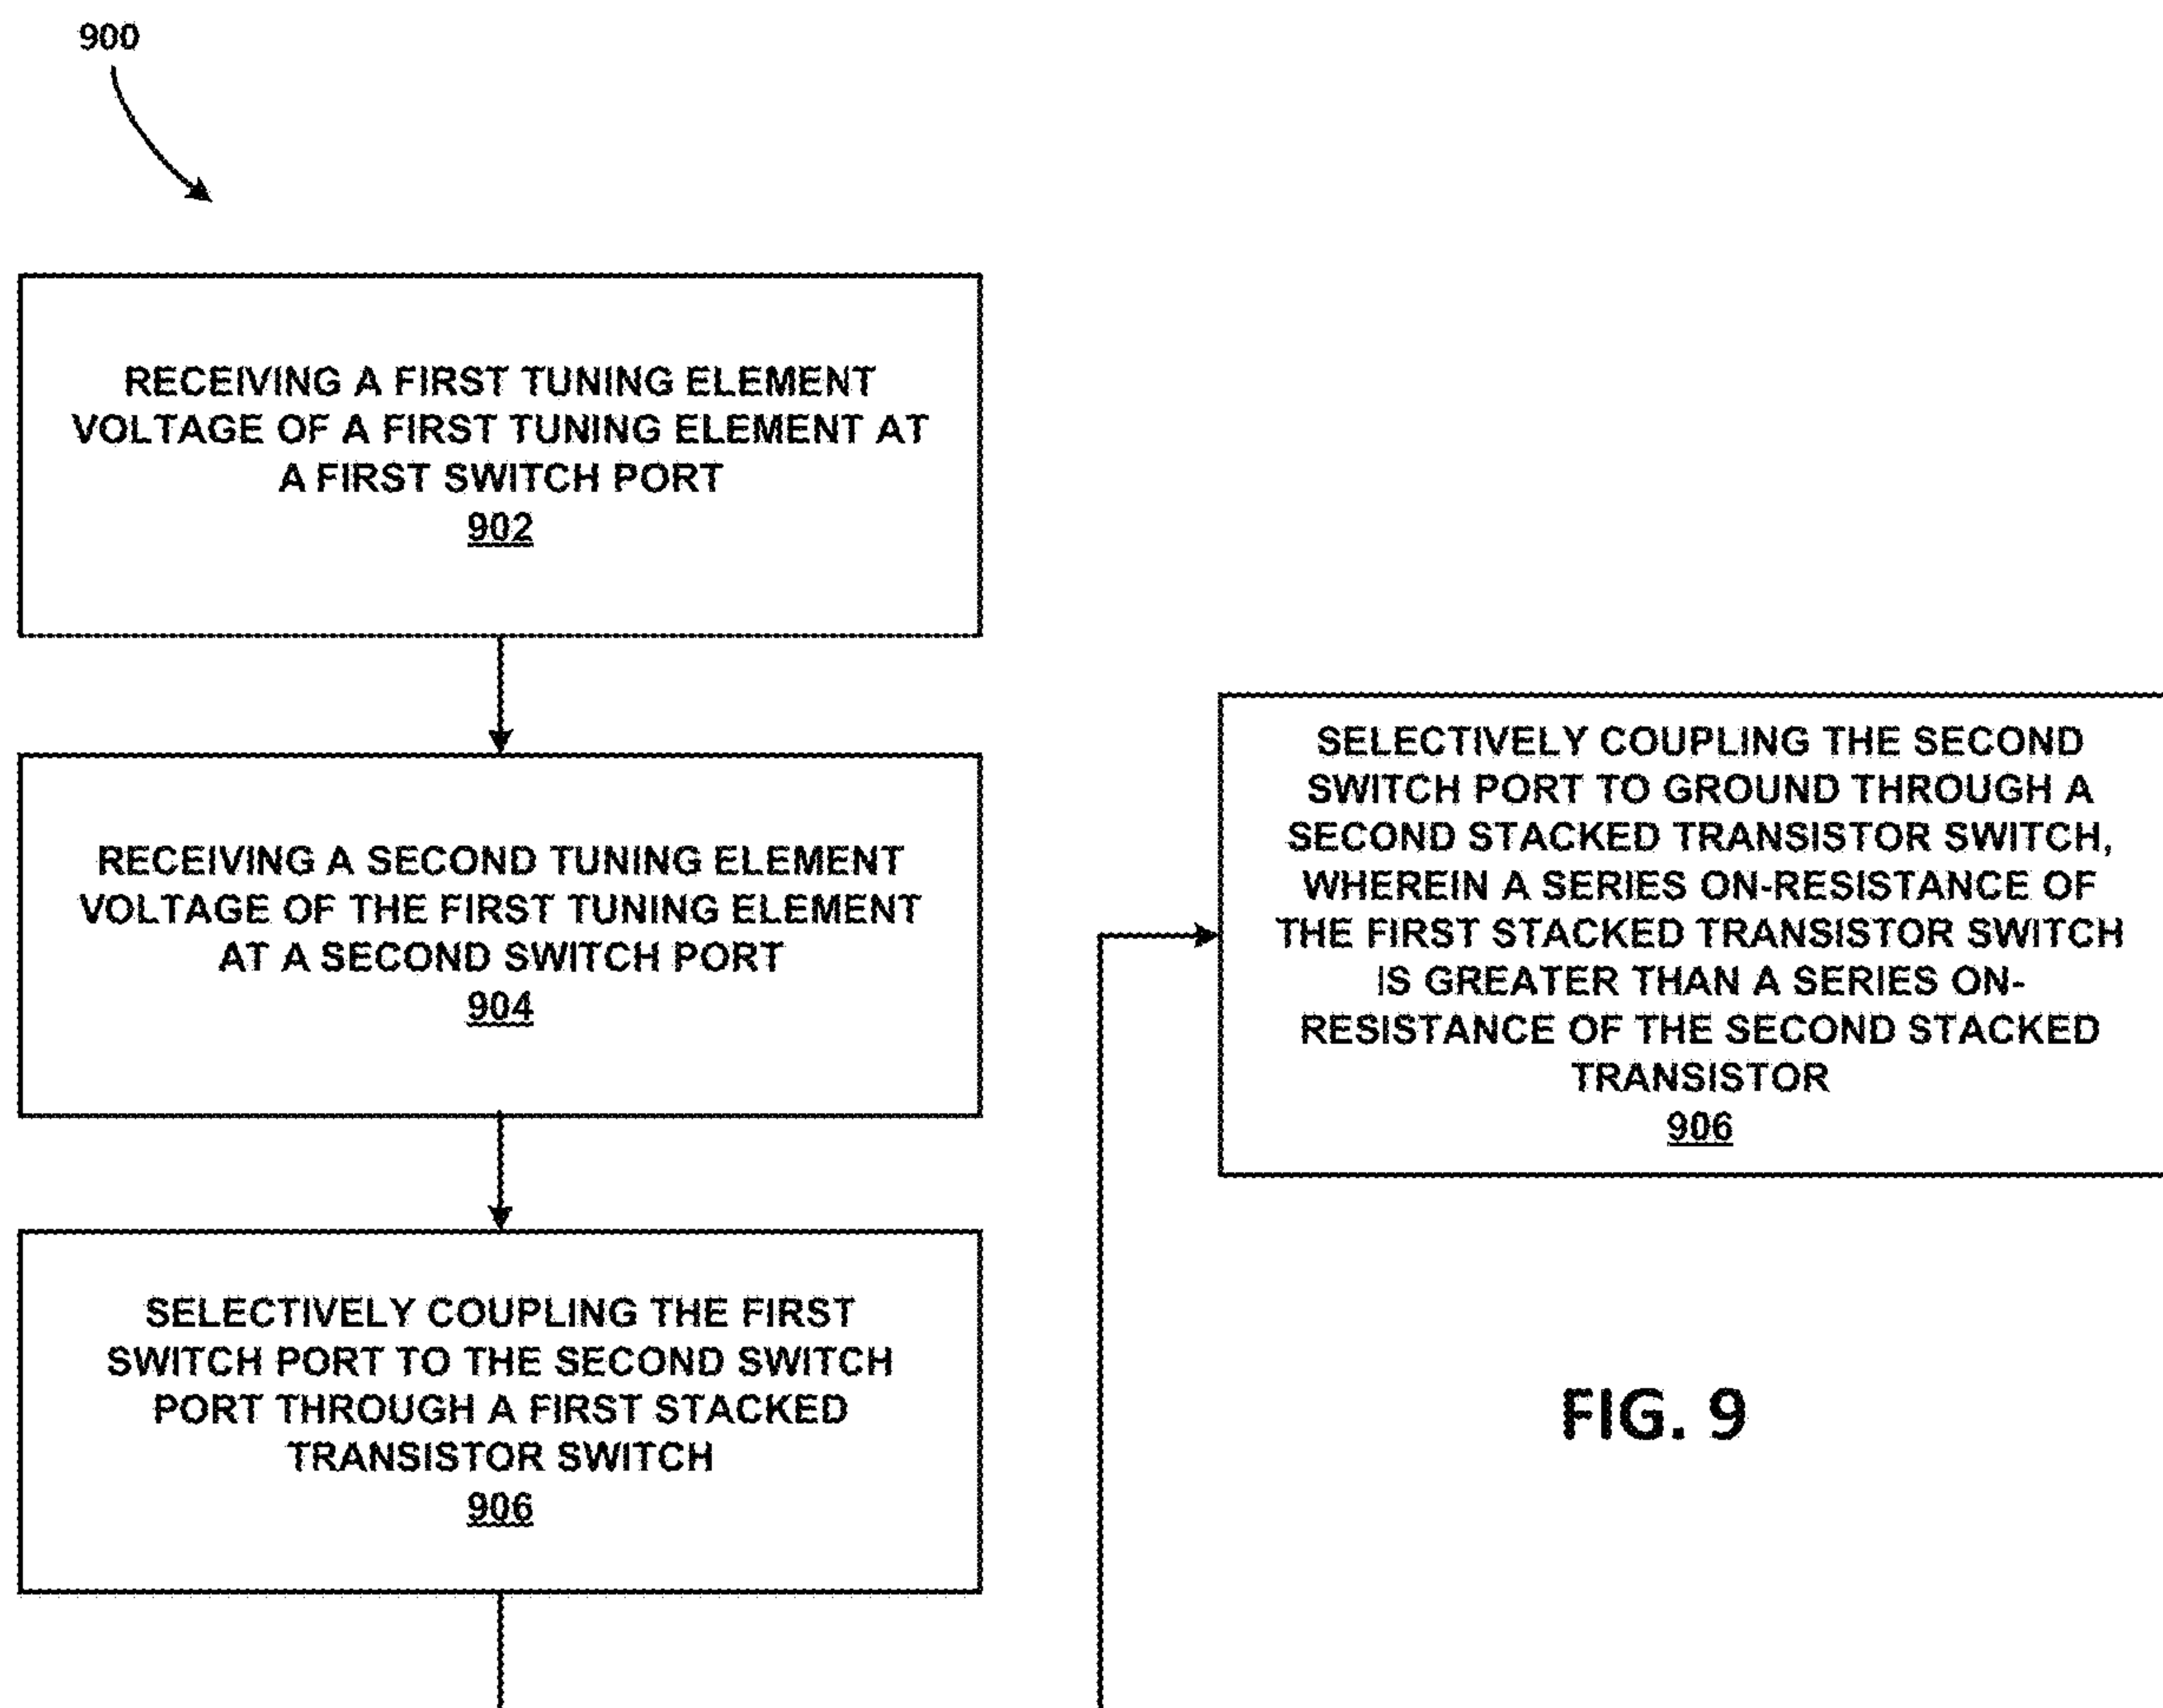 900
RECEIVING A FIRST TUNING ELEMENT
VOLTAGE OF A FIRST TUNING ELEMENT AT
A FIRST SWITCH PORT
902
RECEIVING A SECOND TUNING ELEMENT
VOLTAGE OF THE FIRST TUNING ELEMENT
AT A SECOND SWITCH PORT
904
SELECTIVELY COUPLING THE FIRST
SWITCH PORT TO THE SECOND SWITCH
PORT THROUGH A FIRST STACKED
TRANSISTOR SWITCH
906
SELECTIVELY COUPLING THE SECOND
SWITCH PORT TO GROUND THROUGH A
SECOND STACKED TRANSISTOR SWITCH,
WHEREIN A SERIES ON-RESISTANCE OF
THE FIRST STACKED TRANSISTOR SWITCH
IS GREATER THAN A SERIES ON-
RESISTANCE OF THE SECOND STACKED
TRANSISTOR
906
FIG. 9